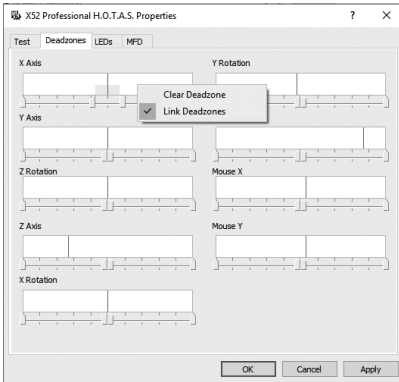 X52 Professional H.O.T.A.S. Properties
Test Deadzones LEDs MFD
X Axis
Y Rotation
Clear Deadzone
Link Deadzones
Y Axis
Z Rotation
Mouse X
Z Axis
Mouse Y
X Rotation
OK Cancel Apply